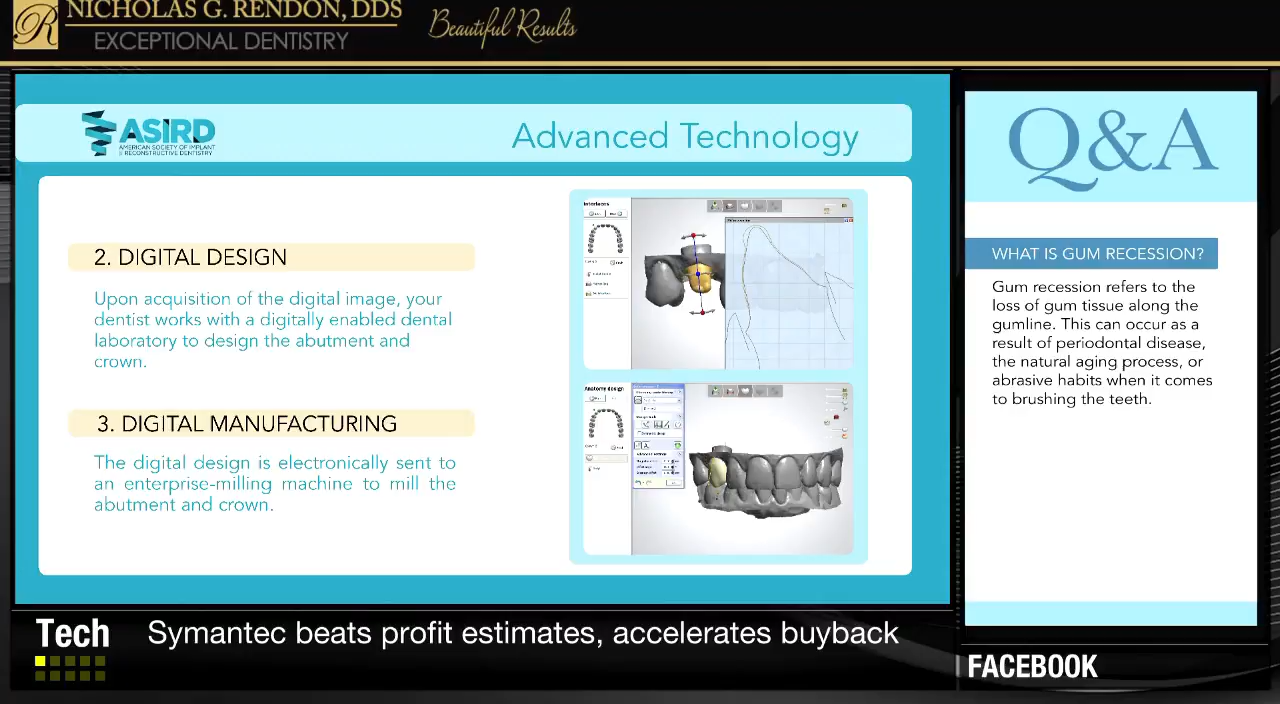 NICHOLAS G. RENDON, DDS
EXCEPTIONAL DENTISTRY
Beautiful Results
ASIRD
AMERICAN SOCIETY OF IMPLANT
& RECONSTRUCTIVE DENTISTRY
Advanced Technology
2. DIGITAL DESIGN
Upon acquisition of the digital image, your
dentist works with a digitally enabled dental
laboratory to design the abutment and
crown.
3. DIGITAL MANUFACTURING
The digital design is electronically sent to
an enterprise-milling machine to mill the
abutment and crown.
Interfaces
Anatomy design
Q&A
WHAT IS GUM RECESSION?
Gum recession refers to the
loss of gum tissue along the
gumline. This can occur as a
result of periodontal disease,
the natural aging process, or
abrasive habits when it comes
to brushing the teeth.
Tech
Symantec beats profit estimates, accelerates buyback
FACEBOOK